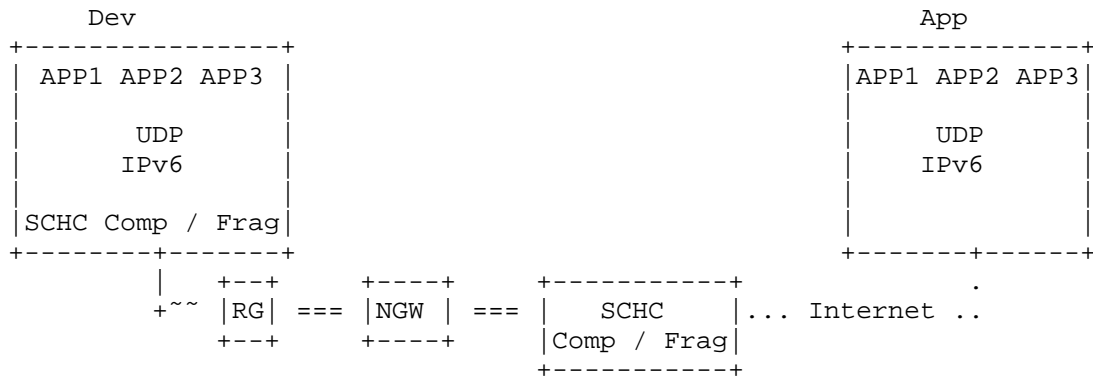 Dev App
APP1 APP2 APP3 APP1 APP2 APP3
UDP UDP
IPv6 IPv6
SCHC Comp / Frag
RG === NGW === SCHC ... Internet ..
Comp / Frag